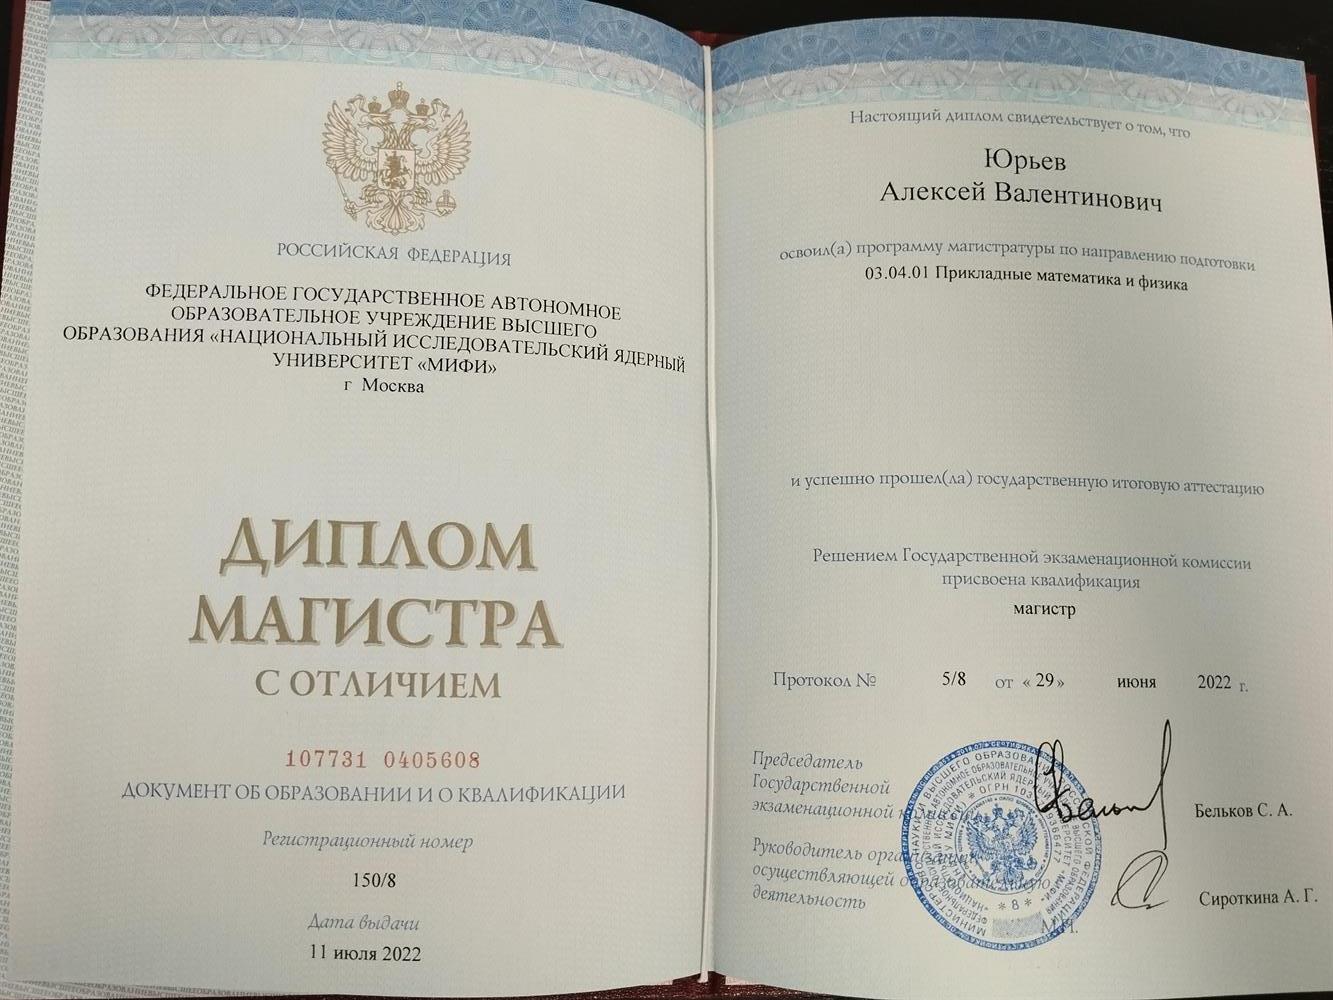 РОССИЙСКАЯ ФЕДЕРАЦИЯ
ФЕДЕРАЛЬНОЕ ГОСУДАРСТВЕННОЕ АВТОНОМНОЕ
ОБРАЗОВАТЕЛЬНОЕ УЧРЕЖДЕНИЕ ВЫСШЕГО
ОБРАЗОВАНИЯ «НАЦИОНАЛЬНЫЙ ИССЛЕДОВАТЕЛЬСКИЙ ЯДЕРНЫЙ
УНИВЕРСИТЕТ «МИФИ»
г Москва
ДИПЛОМ
МАГИСТРА
С ОТЛИЧИЕМ
107731 0405608
ДОКУМЕНТ ОБ ОБРАЗОВАНИИ И О КВАЛИФИКАЦИИ
Регистрационный номер
150/8
Дата выдачи
11 июля 2022
Настоящий диплом свидетельствует о том, что
Юрьев
Алексей Валентинович
освоил(а) программу магистратуры по направлению подготовки
03.04.01 Прикладные математика и физика
и успешно прошел(ла) государственную итоговую аттестацию
Решением Государственной экзаменационной комиссии
присвоена квалификация
магистр
Протокол № 5/8 от « 29 » июня 2022 г.
Председатель
Государственной
экзаменационной комиссии
Бельков С. А.
Руководитель организации,
осуществляющей образовательную
деятельность
Сироткина А. Г.
М.П.
* 8 *